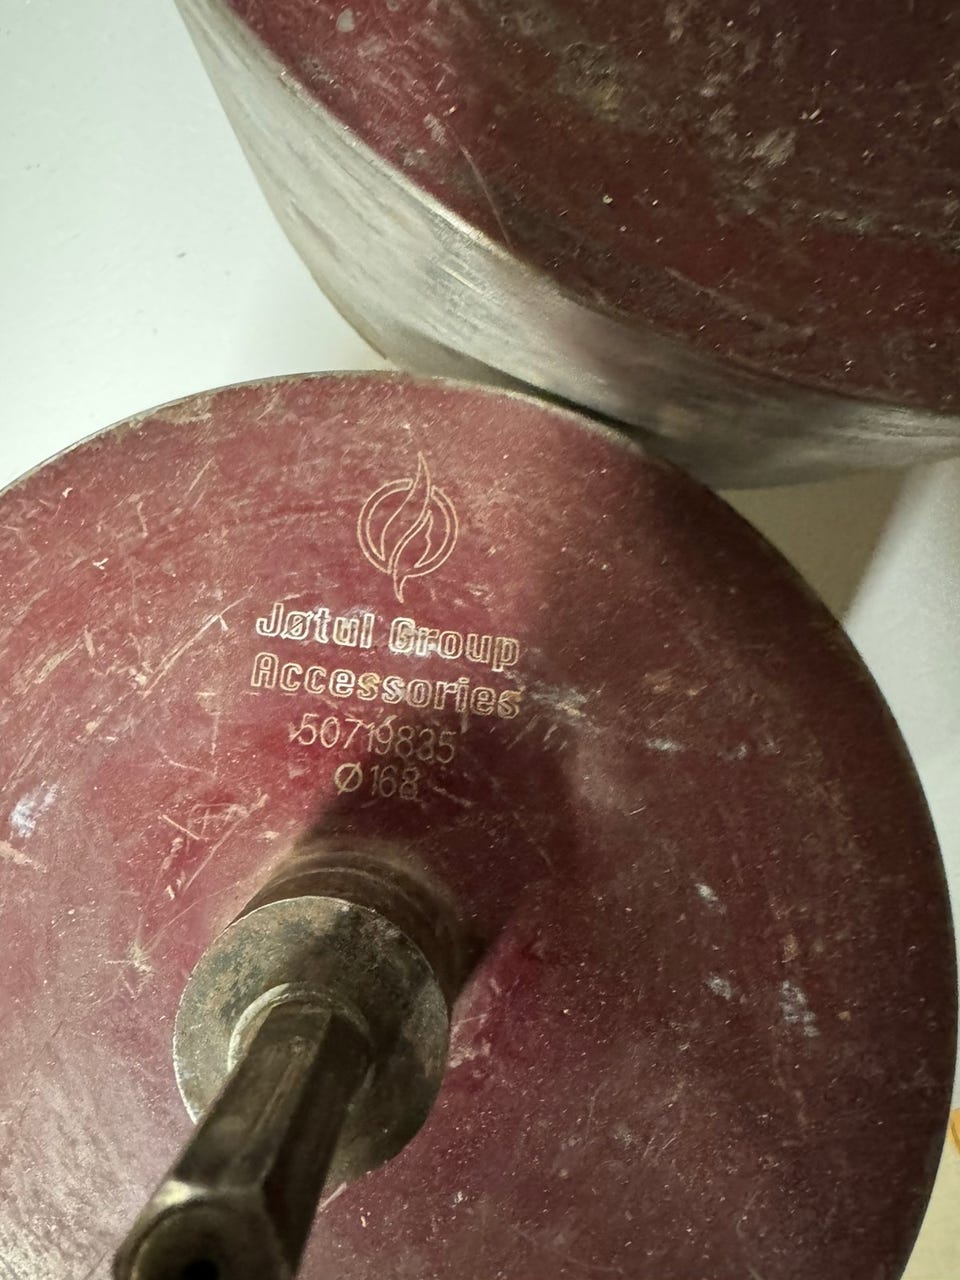 Jøtul Group
Accessories
50719835
Ø168